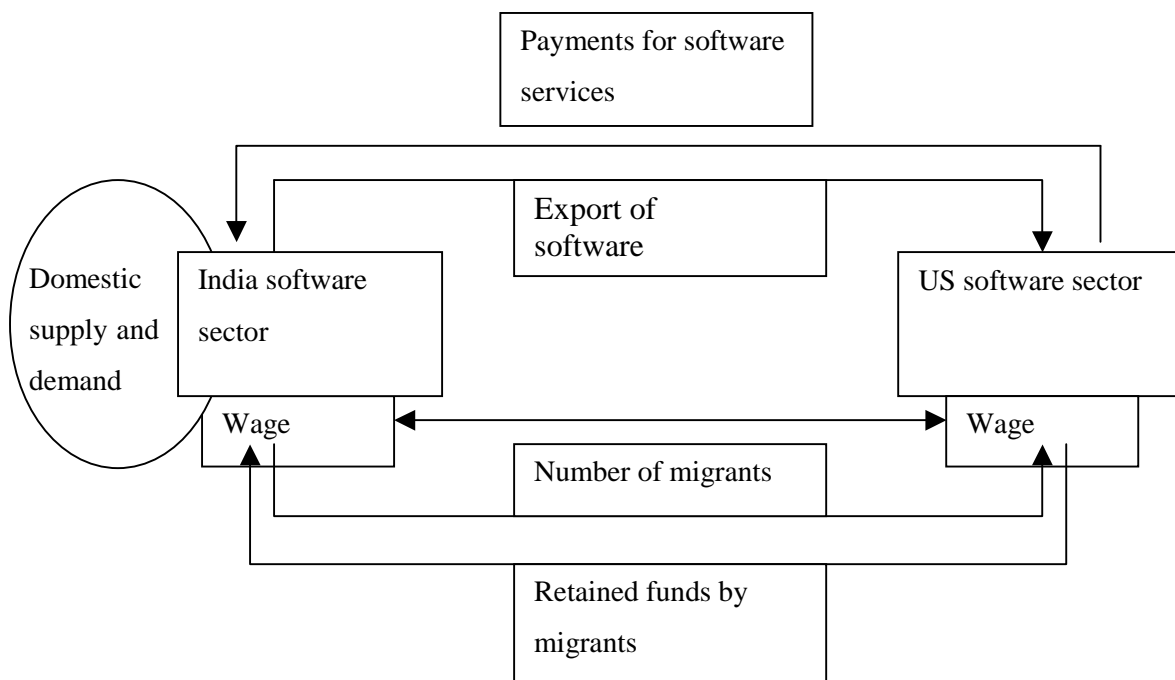 Payments for software
services
Export of
software
Domestic
supply and
demand
India software
sector
US software sector
Wage
Wage
Number of migrants
Retained funds by
migrants